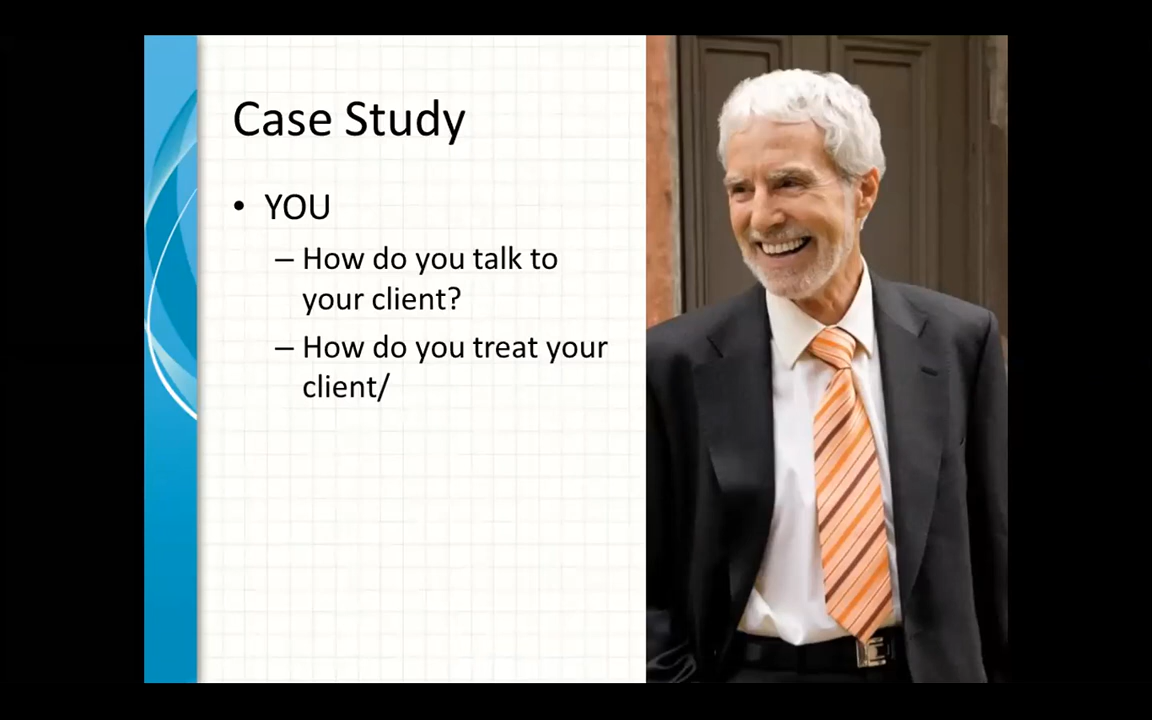 Case Study
• YOU
– How do you talk to
your client?
– How do you treat your
client/